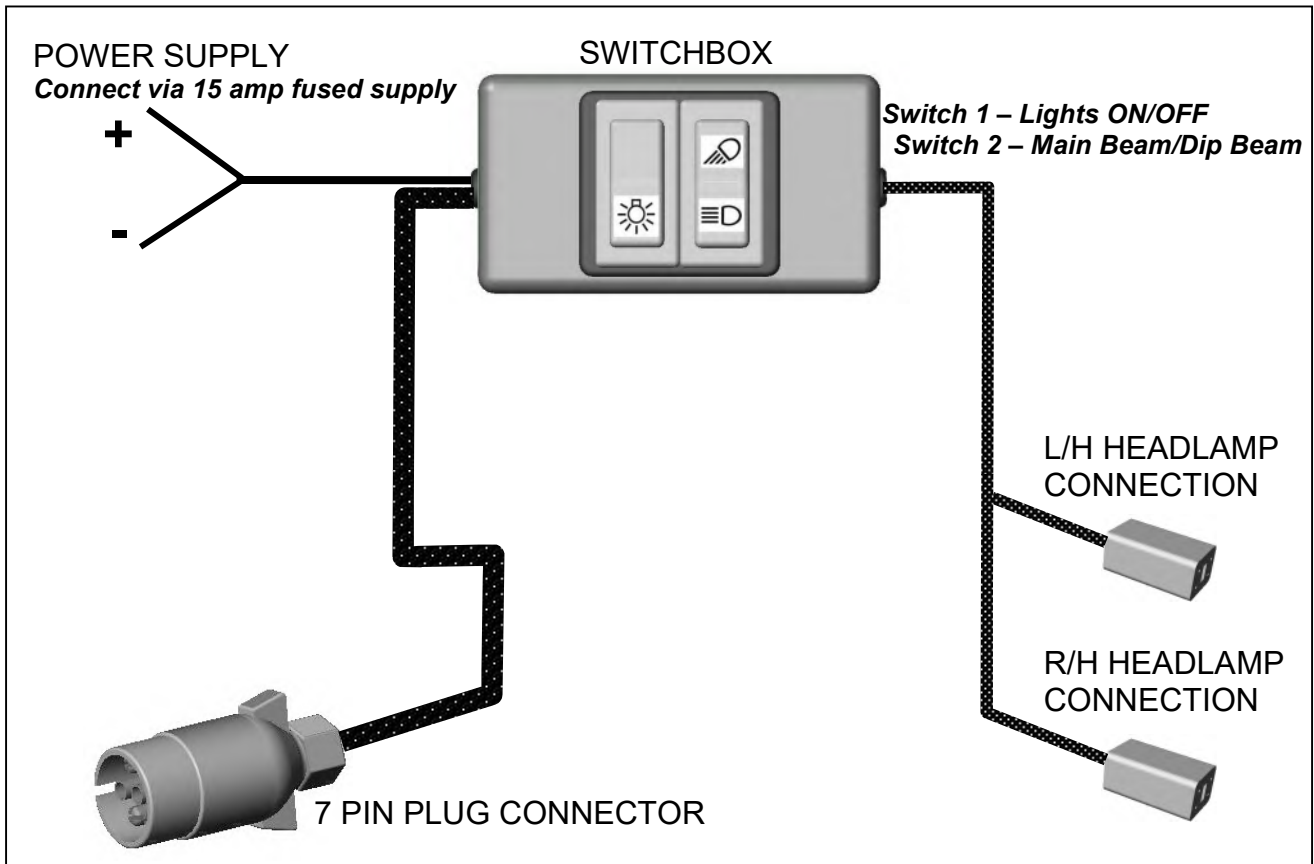 POWER SUPPLY
Connect via 15 amp fused supply
+
-
SWITCHBOX
Switch 1 – Lights ON/OFF
Switch 2 – Main Beam/Dip Beam
L/H HEADLAMP
CONNECTION
R/H HEADLAMP
CONNECTION
7 PIN PLUG CONNECTOR